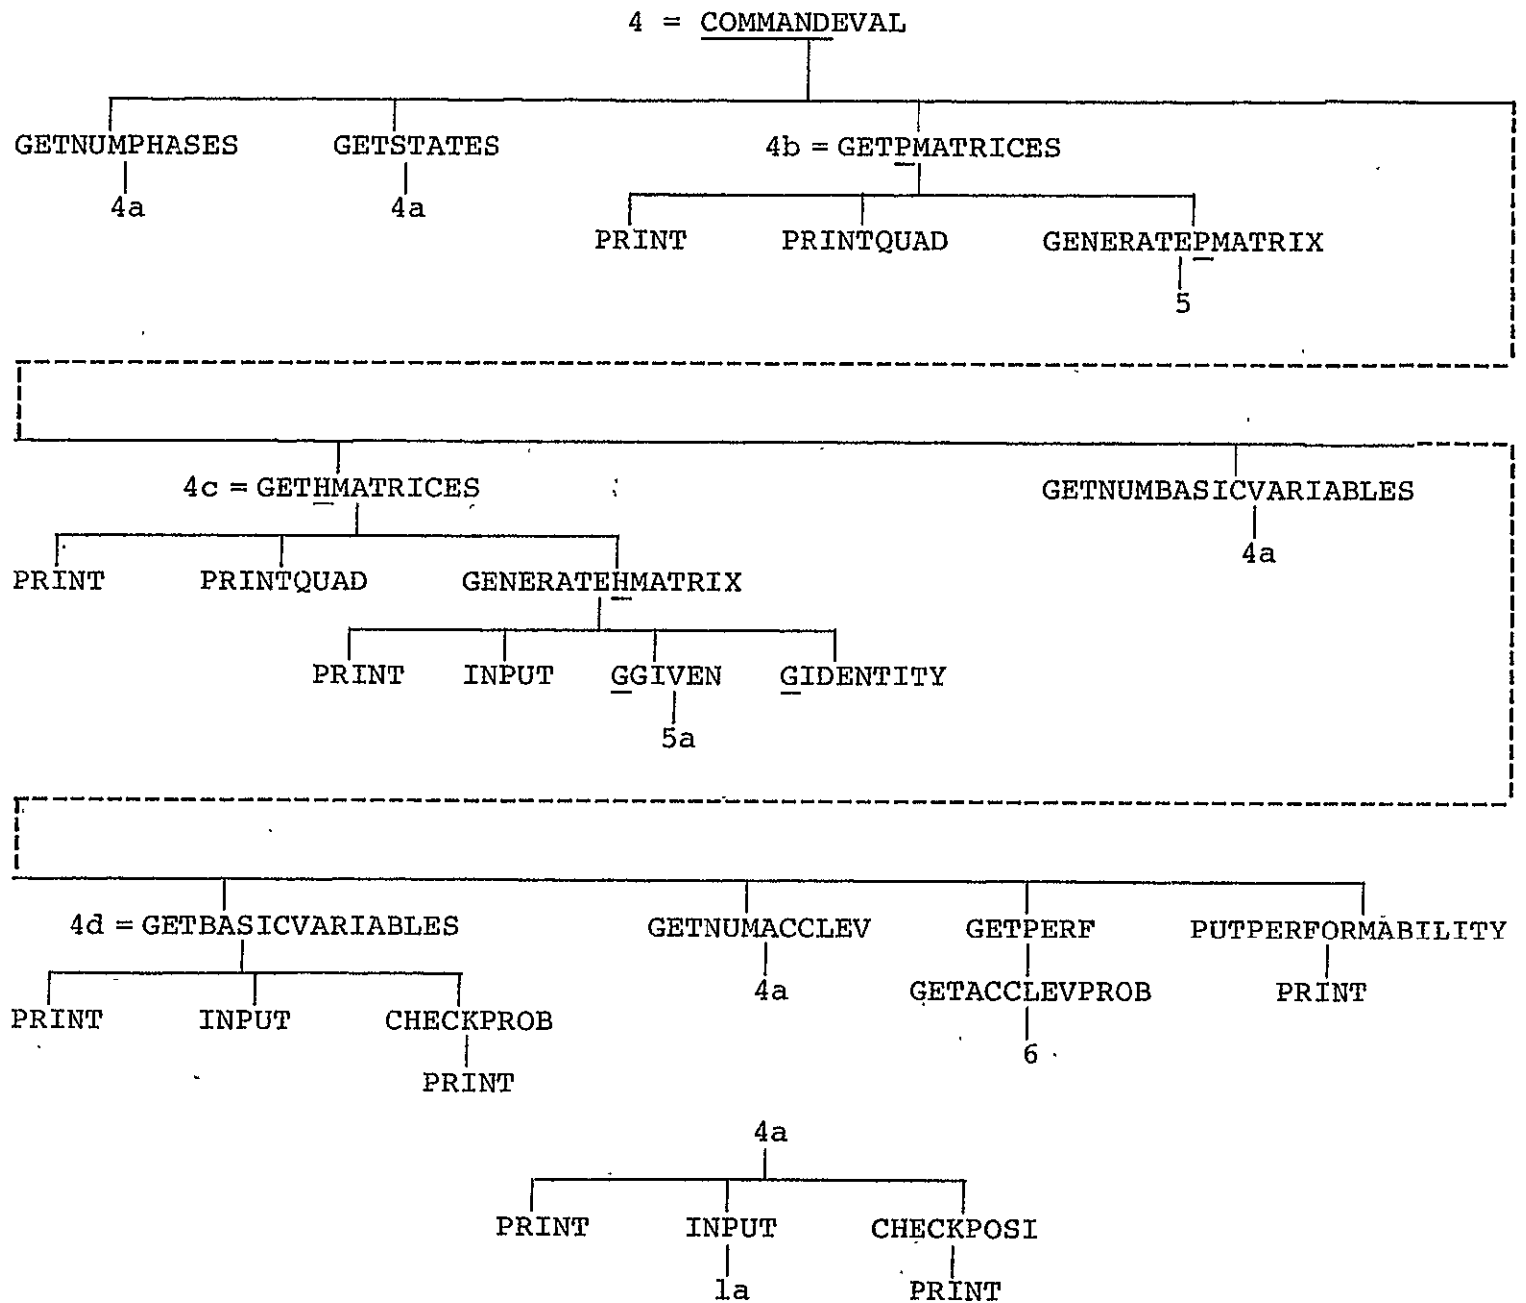 4 = COMMANDEVAL
GETNUMPHASES GETSTATES 4b = GETPMATRICES
4a 4a
PRINT PRINTQUAD GENERATEPMATRIX
5
4c = GETHMATRICES GETNUMBASICVARIABLES
4a
PRINT PRINTQUAD GENERATEHMATRIX
PRINT INPUT GGIVEN GIDENTITY
5a
4d = GETBASICVARIABLES GETNUMACCLEV GETPERF PUTPERFORMABILITY
4a GETACCLEVPROB PRINT
PRINT INPUT CHECKPROB
6
PRINT
4a
PRINT INPUT CHECKPOSI
1a PRINT